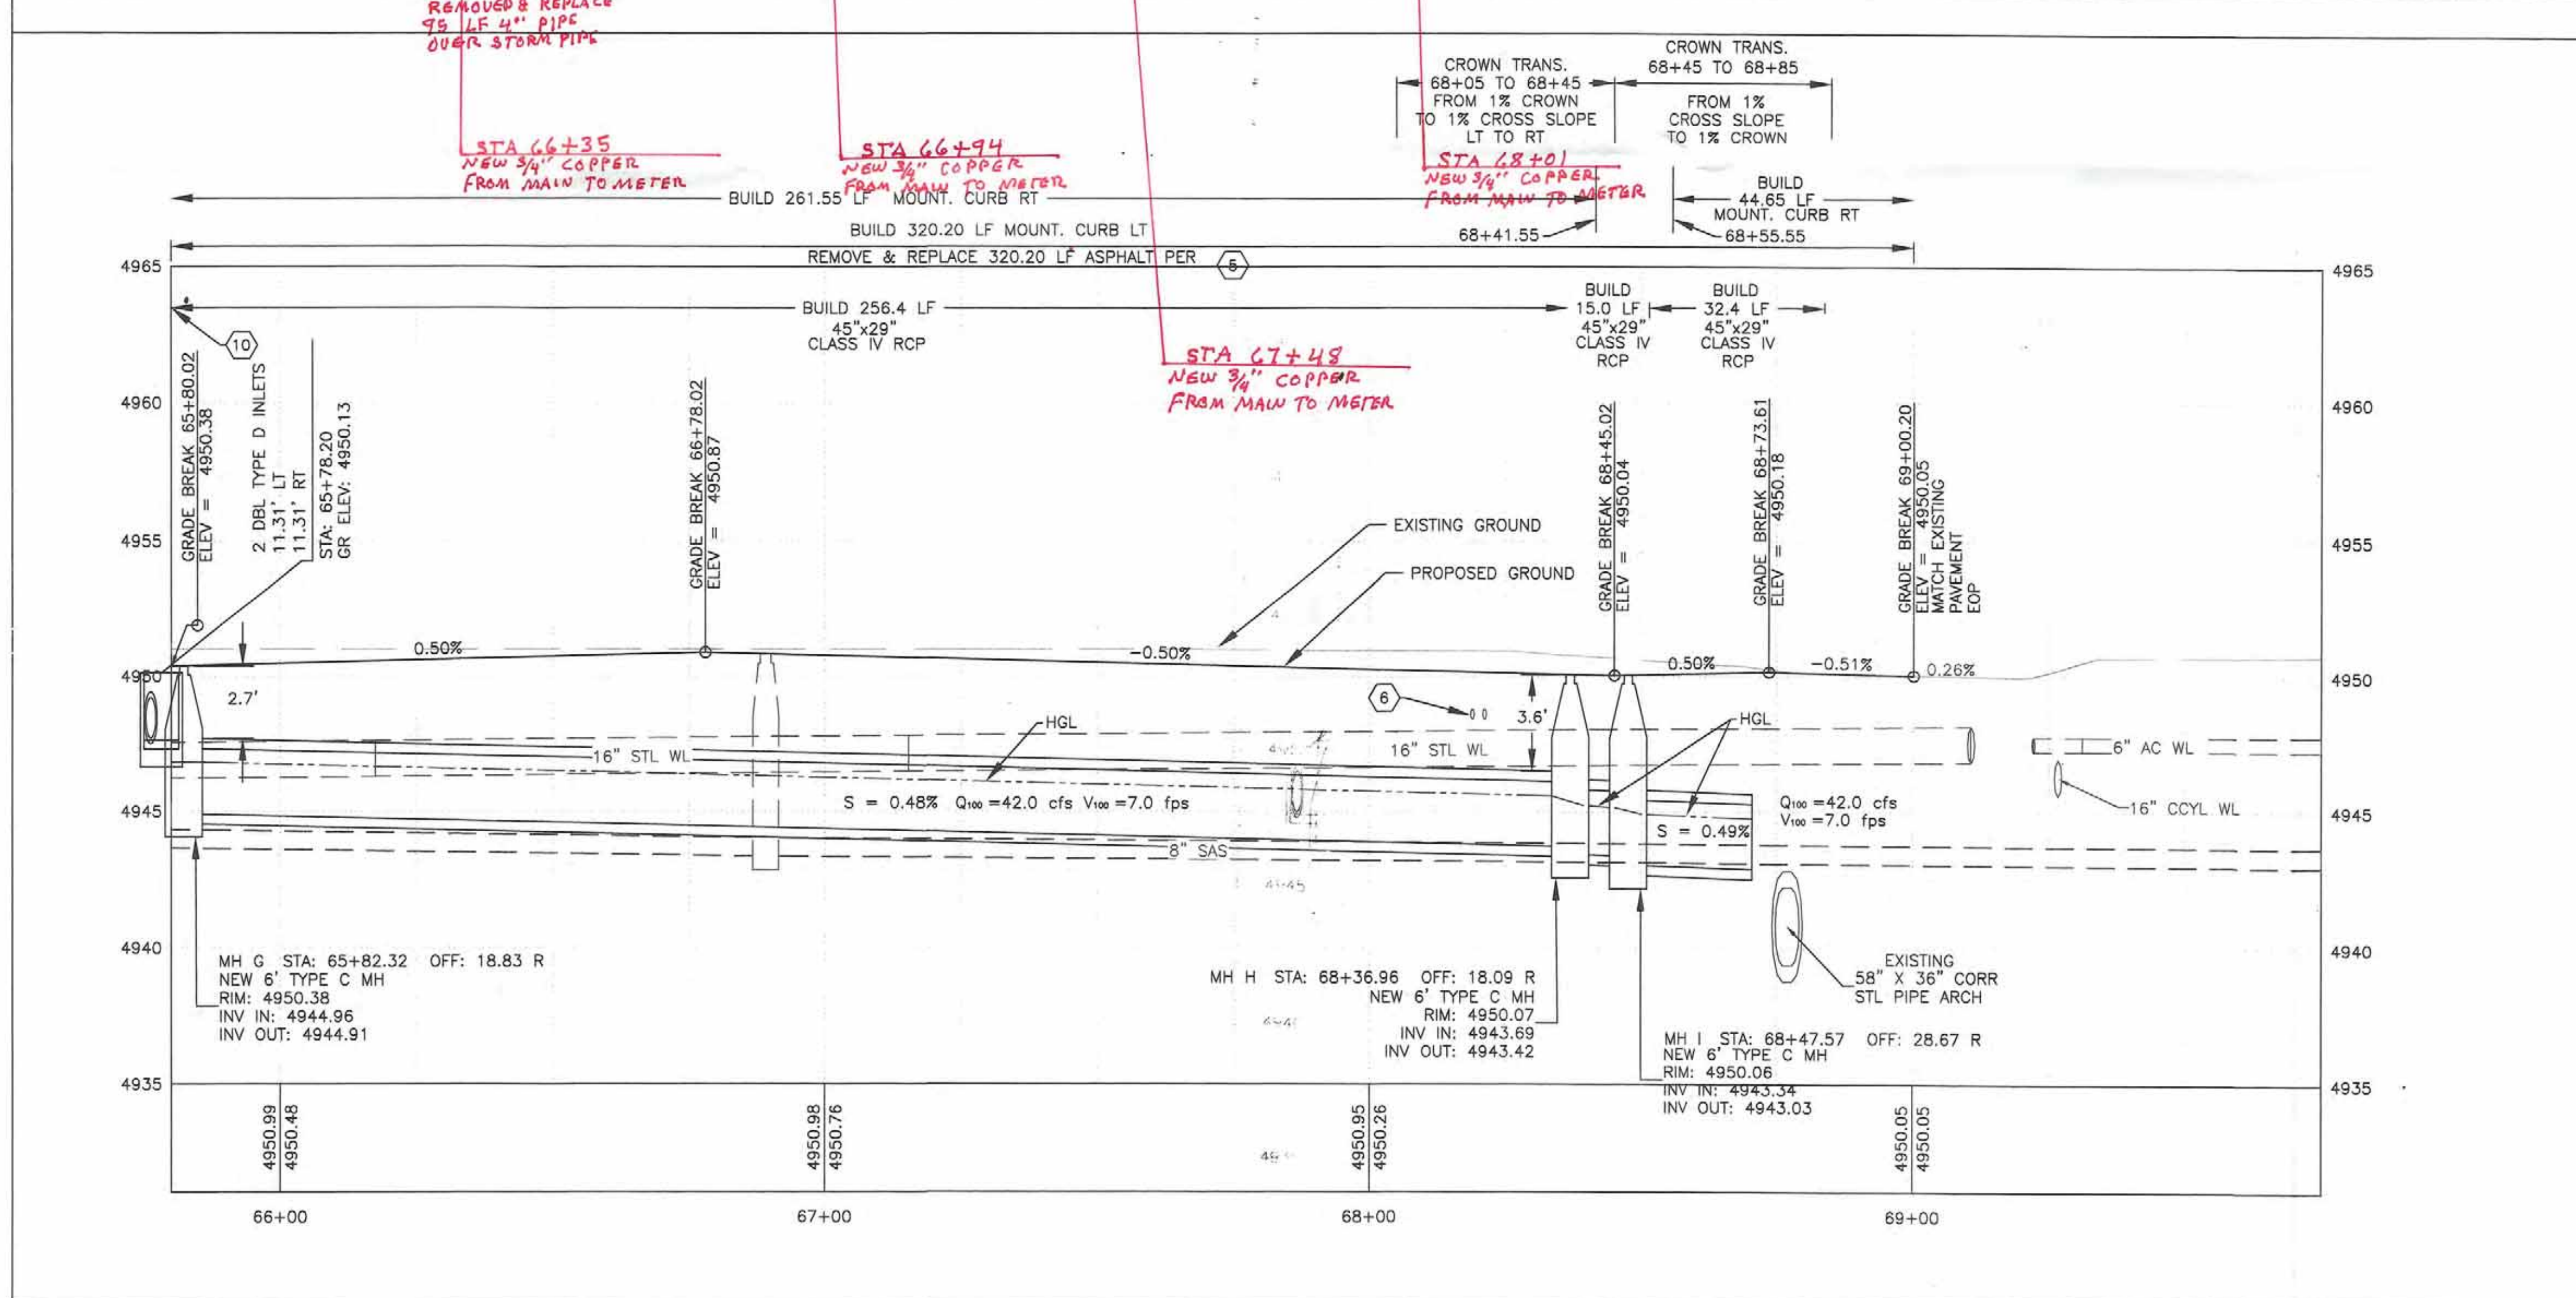 REMOVED & REPLACE
95 LF 4" PIPE
OVER STORM PIPE
STA 66+35
NEW 3/4" COPPER
FROM MAIN TO METER
STA 66+94
NEW 3/4" COPPER
FROM MAIN TO METER
STA 68+01
NEW 3/4" COPPER
FROM MAIN TO METER
STA 67+48
NEW 3/4" COPPER
FROM MAIN TO METER
CROWN TRANS.
68+05 TO 68+45
FROM 1% CROWN
TO 1% CROSS SLOPE
LT TO RT
CROWN TRANS.
68+45 TO 68+85
FROM 1%
CROSS SLOPE
TO 1% CROWN
BUILD 261.55 LF MOUNT. CURB RT
BUILD
44.65 LF
MOUNT. CURB RT
BUILD 320.20 LF MOUNT. CURB LT
68+41.55
68+55.55
REMOVE & REPLACE 320.20 LF ASPHALT PER
5
4965
4965
BUILD 256.4 LF
45"x29"
CLASS IV RCP
BUILD
15.0 LF
45"x29"
CLASS IV
RCP
BUILD
32.4 LF
45"x29"
CLASS IV
RCP
10
GRADE BREAK 65+80.02
ELEV = 4950.38
2 DBL TYPE D INLETS
11.31' LT
11.31' RT
STA: 65+78.20
GR ELEV: 4950.13
GRADE BREAK 66+78.02
ELEV = 4950.87
GRADE BREAK 68+45.02
ELEV = 4950.04
GRADE BREAK 68+73.61
ELEV = 4950.18
GRADE BREAK 69+00.20
ELEV = 4950.05
MATCH EXISTING
PAVEMENT
EOP
4960
4960
4955
4955
EXISTING GROUND
PROPOSED GROUND
0.50%
-0.50%
0.50%
-0.51%
0.26%
4950
4950
2.7'
6
3.6'
HGL
HGL
16" STL WL
16" STL WL
6" AC WL
16" CCYL WL
S = 0.48% Q100 =42.0 cfs V100 =7.0 fps
Q100 =42.0 cfs
V100 =7.0 fps
S = 0.49%
4945
4945
8" SAS
4940
4940
MH G STA: 65+82.32 OFF: 18.83 R
NEW 6' TYPE C MH
RIM: 4950.38
INV IN: 4944.96
INV OUT: 4944.91
MH H STA: 68+36.96 OFF: 18.09 R
NEW 6' TYPE C MH
RIM: 4950.07
INV IN: 4943.69
INV OUT: 4943.42
EXISTING
58" X 36" CORR
STL PIPE ARCH
MH I STA: 68+47.57 OFF: 28.67 R
NEW 6' TYPE C MH
RIM: 4950.06
INV IN: 4943.34
INV OUT: 4943.03
4935
4935
4950.99
4950.48
4950.98
4950.76
4950.95
4950.26
4950.05
4950.05
66+00
67+00
68+00
69+00